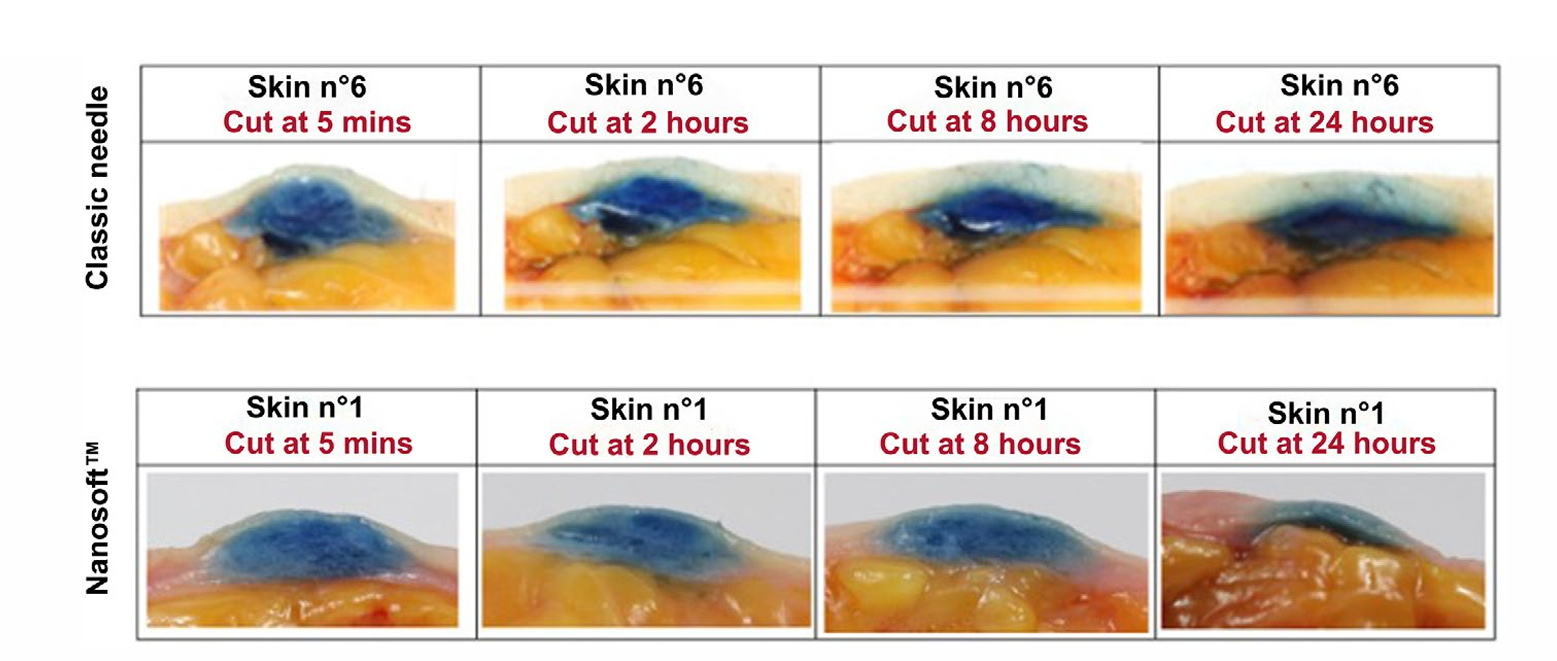 Classic needle
Skin n°6
Cut at 5 mins
Skin n°6
Cut at 2 hours
Skin n°6
Cut at 8 hours
Skin n°6
Cut at 24 hours
Nanosoft™
Skin n°1
Cut at 5 mins
Skin n°1
Cut at 2 hours
Skin n°1
Cut at 8 hours
Skin n°1
Cut at 24 hours